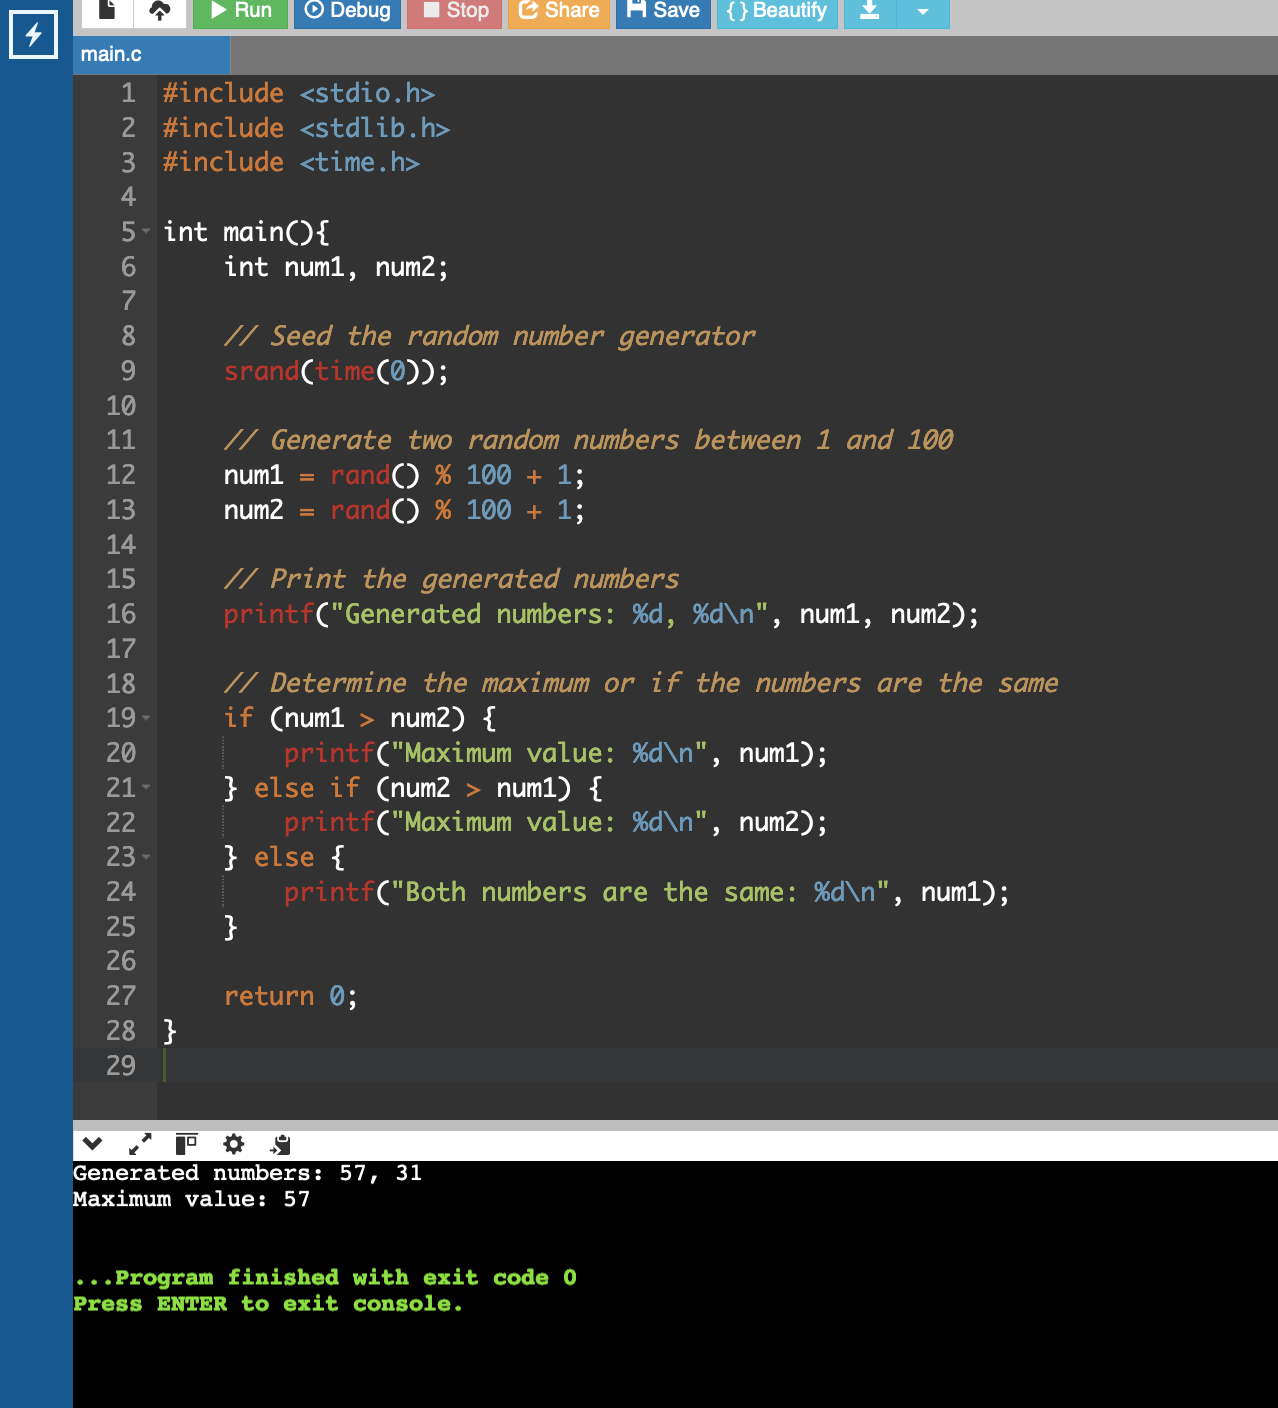 Run Debug Stop Share Save {} Beautify
main.c
1 #include <stdio.h>
2 #include <stdlib.h>
3 #include <time.h>
4
5 int main(){
6     int num1, num2;
7
8     // Seed the random number generator
9     srand(time(0));
10
11     // Generate two random numbers between 1 and 100
12     num1 = rand() % 100 + 1;
13     num2 = rand() % 100 + 1;
14
15     // Print the generated numbers
16     printf("Generated numbers: %d, %d\n", num1, num2);
17
18     // Determine the maximum or if the numbers are the same
19     if (num1 > num2) {
20         printf("Maximum value: %d\n", num1);
21     } else if (num2 > num1) {
22         printf("Maximum value: %d\n", num2);
23     } else {
24         printf("Both numbers are the same: %d\n", num1);
25     }
26
27     return 0;
28 }
29
Generated numbers: 57, 31
Maximum value: 57
...Program finished with exit code 0
Press ENTER to exit console.